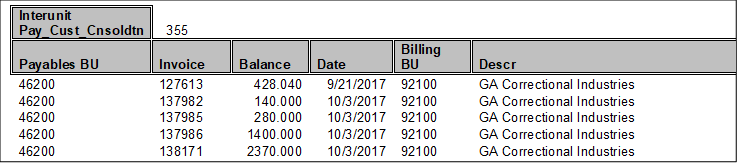 Interunit
Pay_Cust_Cnsoldtn 355
Payables BU Invoice Balance Date Billing BU Descr
46200 127613 428.040 9/21/2017 92100 GA Correctional Industries
46200 137982 140.000 10/3/2017 92100 GA Correctional Industries
46200 137985 280.000 10/3/2017 92100 GA Correctional Industries
46200 137986 1400.000 10/3/2017 92100 GA Correctional Industries
46200 138171 2370.000 10/3/2017 92100 GA Correctional Industries